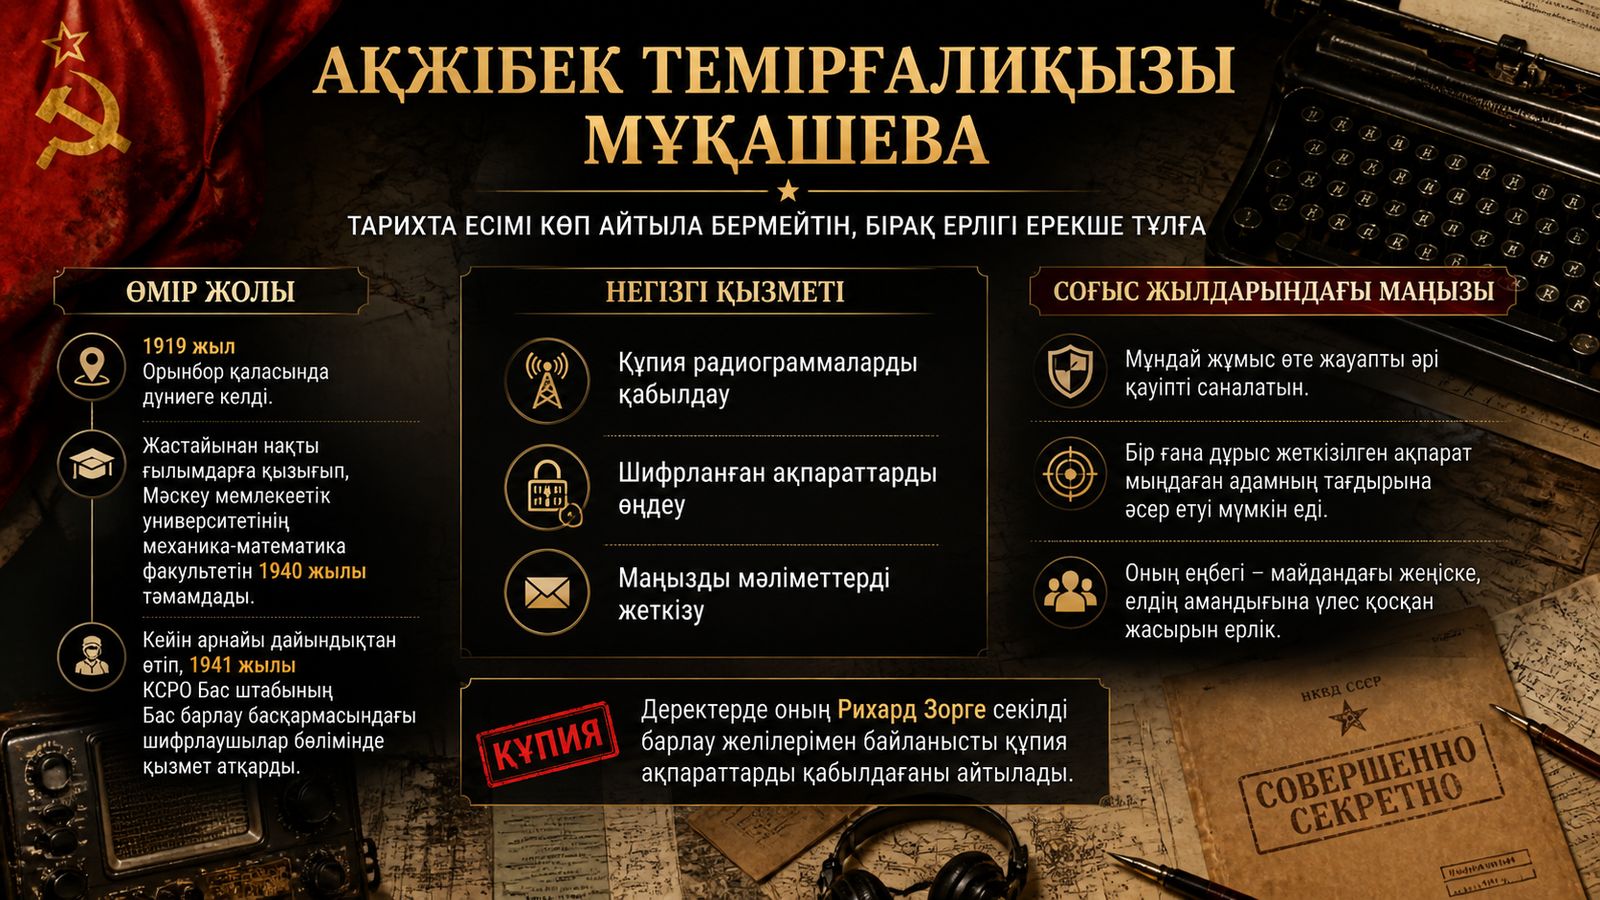 АҚЖІБЕК ТЕМІРҒАЛИҚЫЗЫ
МҰҚАШЕВА
ТАРИХТА ЕСІМІ КӨП АЙТЫЛА БЕРМЕЙТІН, БІРАҚ ЕРЛІГІ ЕРЕКШЕ ТҰЛҒА
ӨМІР ЖОЛЫ
1919 жыл
Орынбор қаласында
дуниеге келді.
Жастайынан нақты
ғылымдарға қызығып,
Мәскеу мемлекеетік
университетінің
механика-математика
факультетін 1940 жылы
тәмамдады.
Кейін арнайы дайындықтан
өтіп, 1941 жылы
КСРО Бас штабының
Бас барлау басқармасындағы
шифрлаушылар бөлімінде
қызмет атқарды.
НЕГІЗГІ ҚЫЗМЕТІ
Құпия радиограммаларды
қабылдау
Шифрланған ақпараттарды
өңдеу
Маңызды мәліметтерді
жеткізу
СОҒЫС ЖЫЛДАРЫНДАҒЫ МАҢЫЗЫ
Мұндай жұмыс өте жауапты әрі
қауіпті саналатын.
Бір ғана дұрыс жеткізілген ақпарат
мыңдаған адамның тағдырына
әсер етуі мүмкін еді.
Оның еңбегі – майдандағы жеңіске,
елдің амандығына үлес қосқан
жасырын ерлік.
ҚҰПИЯ
Деректерде оның Рихард Зорге секілді
барлау желілерімен байланысты құпия
ақпараттарды қабылдағаны айтылады.
НКВД СССР
СОВЕРШЕННО
СЕКРЕТНО